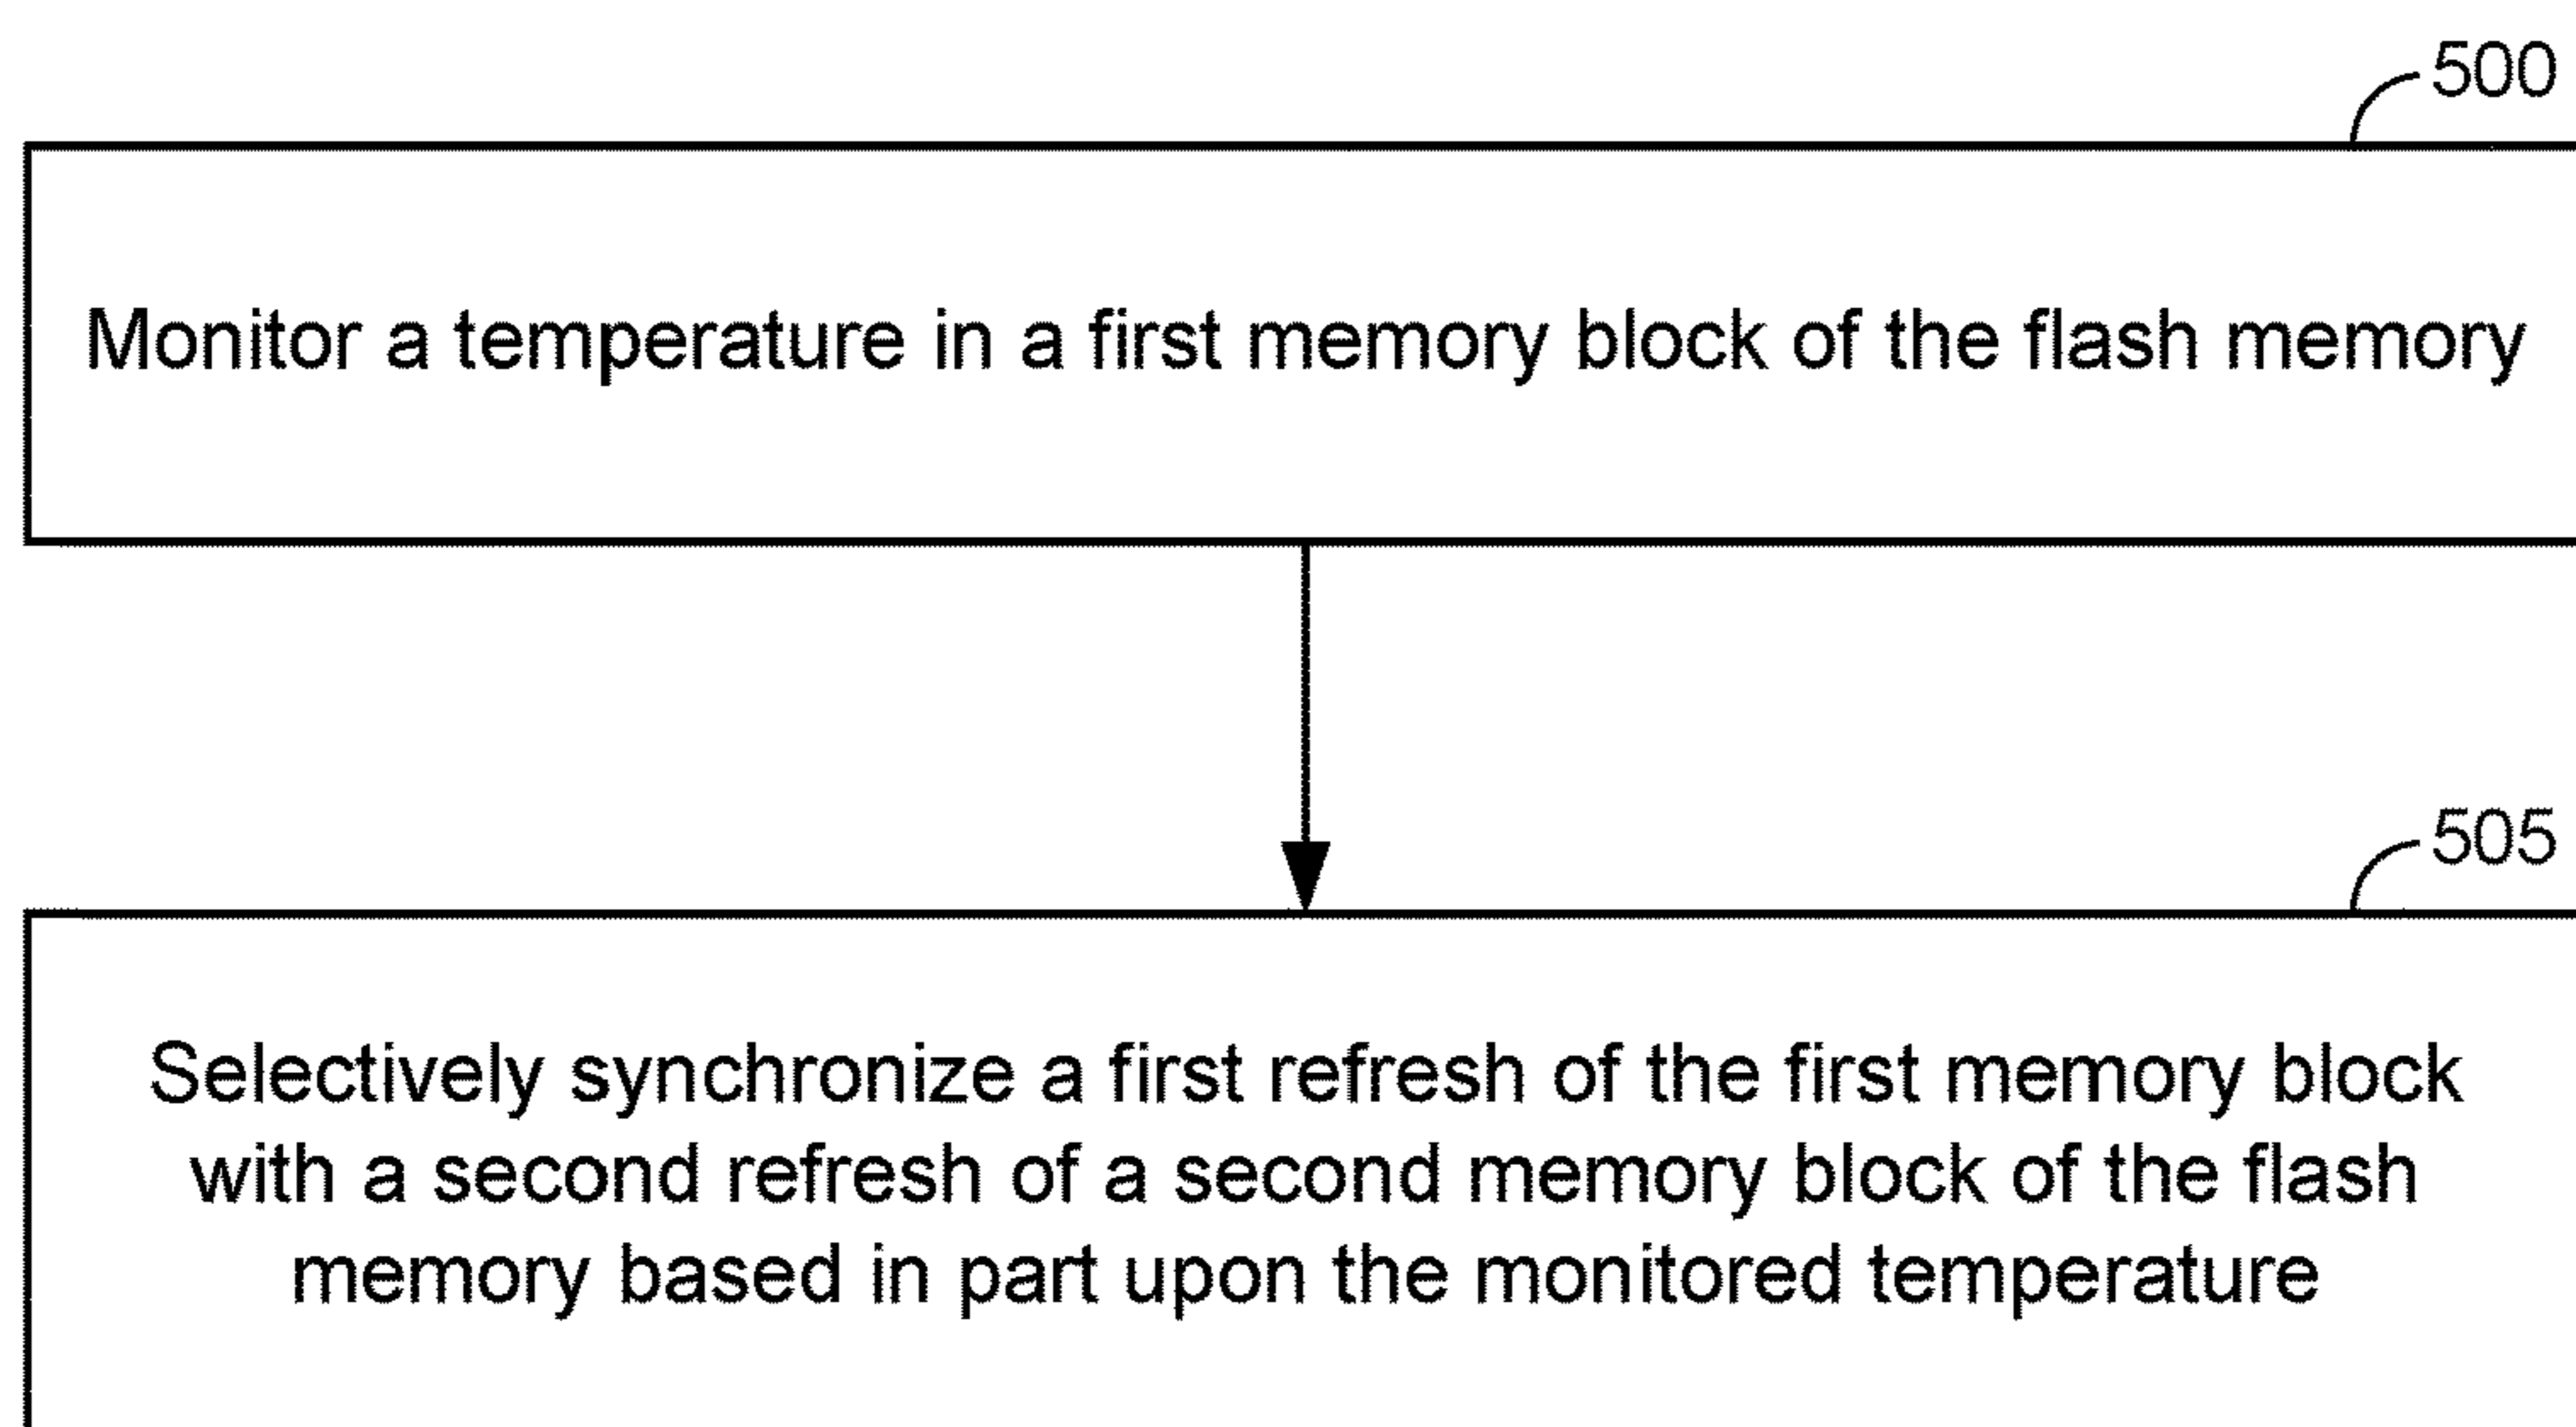 500
Monitor a temperature in a first memory block of the flash memory
505
Selectively synchronize a first refresh of the first memory block
with a second refresh of a second memory block of the flash
memory based in part upon the monitored temperature